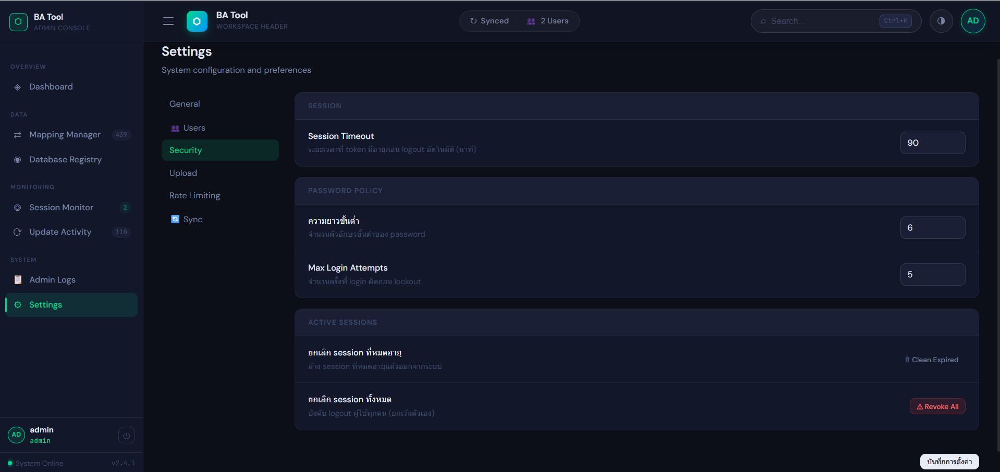 BA Tool
ADMIN CONSOLE
OVERVIEW
Dashboard
DATA
Mapping Manager 439
Database Registry
MONITORING
Session Monitor 2
Update Activity 110
SYSTEM
Admin Logs
Settings
AD
admin
admin
System Online v2.4.1
BA Tool
WORKSPACE HEADER
Synced
2 Users
Search... Ctrl+K
AD
Settings
System configuration and preferences
General
Users
Security
Upload
Rate Limiting
Sync
SESSION
Session Timeout
ระยะเวลาที่ token มีอายุก่อน logout อัตโนมัติ (นาที)
90
PASSWORD POLICY
ความยาวขั้นต่ำ
จำนวนตัวอักษรขั้นต่ำของ password
6
Max Login Attempts
จำนวนครั้งที่ login ผิดก่อน lockout
5
ACTIVE SESSIONS
ยกเลิก session ที่หมดอายุ
ล้าง session ที่หมดอายุแล้วออกจากระบบ
Clean Expired
ยกเลิก session ทั้งหมด
บังคับ logout ผู้ใช้ทุกคน (ยกเว้นตัวเอง)
Revoke All
บันทึกการตั้งค่า